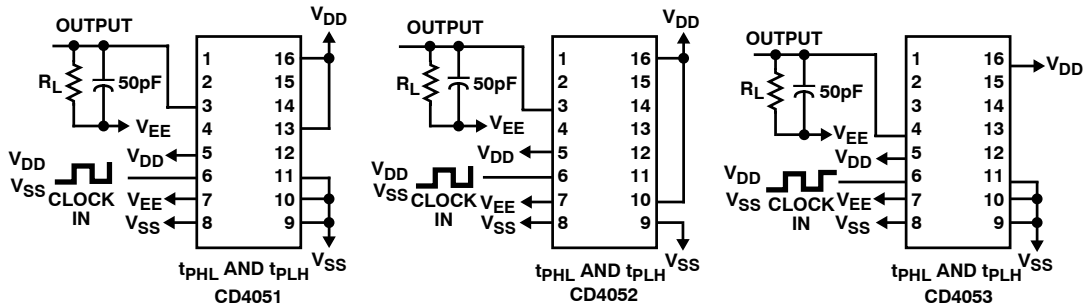 OUTPUT
V_DD
R_L
50pF
1 16
2 15
3 14
4 13
5 12
6 11
7 10
8 9
V_EE
V_DD
V_DD
V_SS
CLOCK
IN
V_EE
V_SS
V_SS
t_PHL AND t_PLH
CD4051
OUTPUT
V_DD
R_L
50pF
1 16
2 15
3 14
4 13
5 12
6 11
7 10
8 9
V_EE
V_DD
V_DD
V_SS
CLOCK
IN
V_EE
V_SS
V_SS
t_PHL AND t_PLH
CD4052
OUTPUT
V_DD
R_L
50pF
1 16
2 15
3 14
4 13
5 12
6 11
7 10
8 9
V_EE
V_DD
V_DD
V_SS
CLOCK
IN
V_EE
V_SS
V_SS
t_PHL AND t_PLH
CD4053